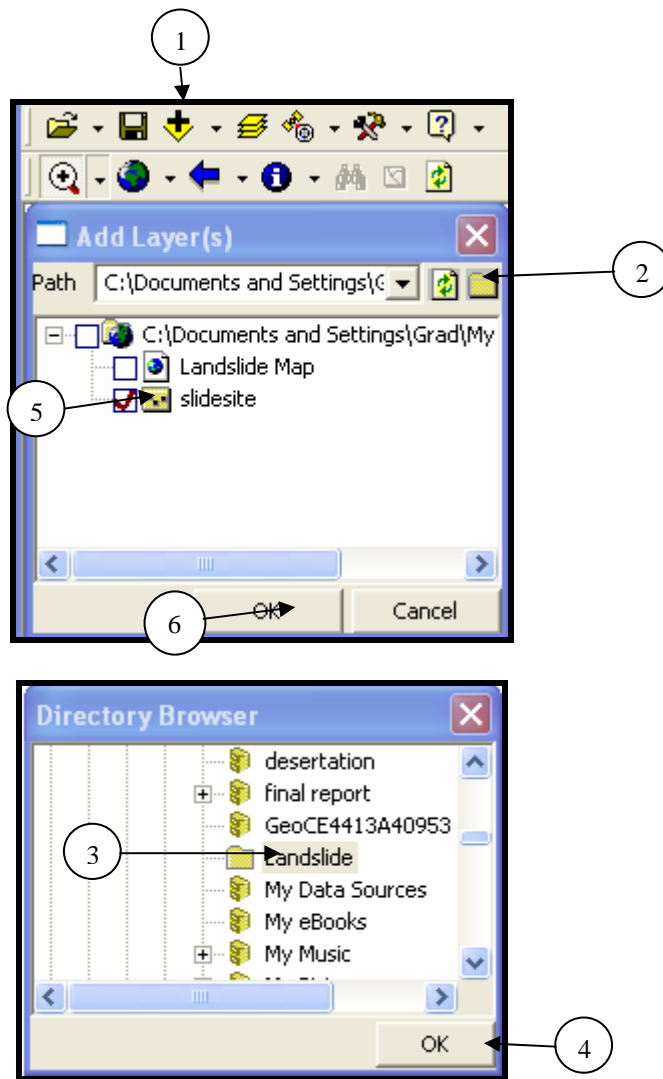 1
Add Layer(s)
2
Path C:\Documents and Settings\G
C:\Documents and Settings\Grad\My
Landslide Map
5
slidesite
6
OK Cancel
Directory Browser
desertation
final report
GeoCE4413A40953
3
Landslide
My Data Sources
My eBooks
My Music
OK
4